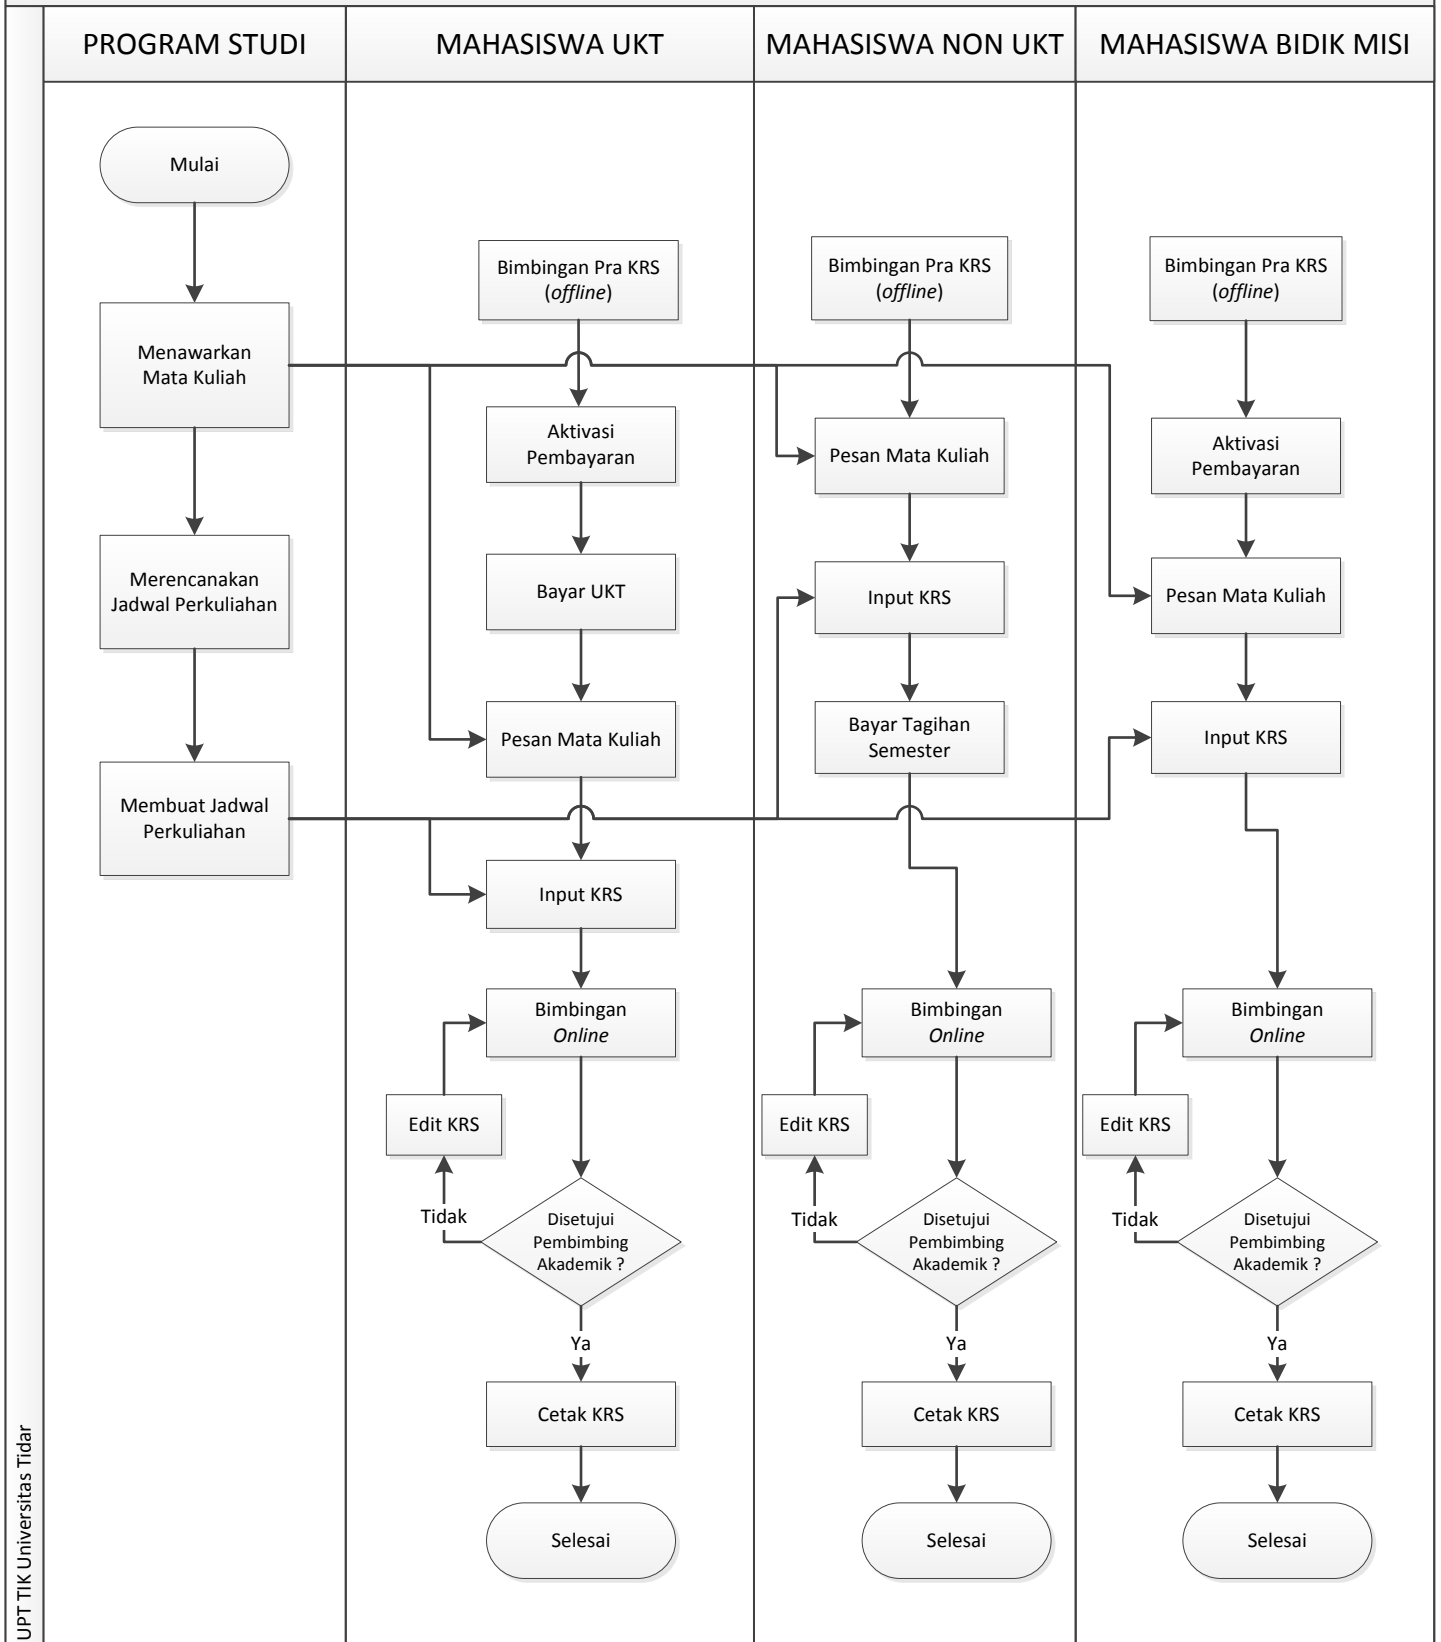 PROGRAM STUDI
MAHASISWA UKT
MAHASISWA NON UKT
MAHASISWA BIDIK MISI
Mulai
Menawarkan
Mata Kuliah
Merencanakan
Jadwal Perkuliahan
Membuat Jadwal
Perkuliahan
Bimbingan Pra KRS
(offline)
Aktivasi
Pembayaran
Bayar UKT
Pesan Mata Kuliah
Input KRS
Bimbingan
Online
Edit KRS
Tidak
Disetujui
Pembimbing
Akademik ?
Ya
Cetak KRS
Selesai
Bimbingan Pra KRS
(offline)
Pesan Mata Kuliah
Input KRS
Bayar Tagihan
Semester
Bimbingan
Online
Edit KRS
Tidak
Disetujui
Pembimbing
Akademik ?
Ya
Cetak KRS
Selesai
Bimbingan Pra KRS
(offline)
Aktivasi
Pembayaran
Pesan Mata Kuliah
Input KRS
Bimbingan
Online
Edit KRS
Tidak
Disetujui
Pembimbing
Akademik ?
Ya
Cetak KRS
Selesai
UPT TIK Universitas Tidar